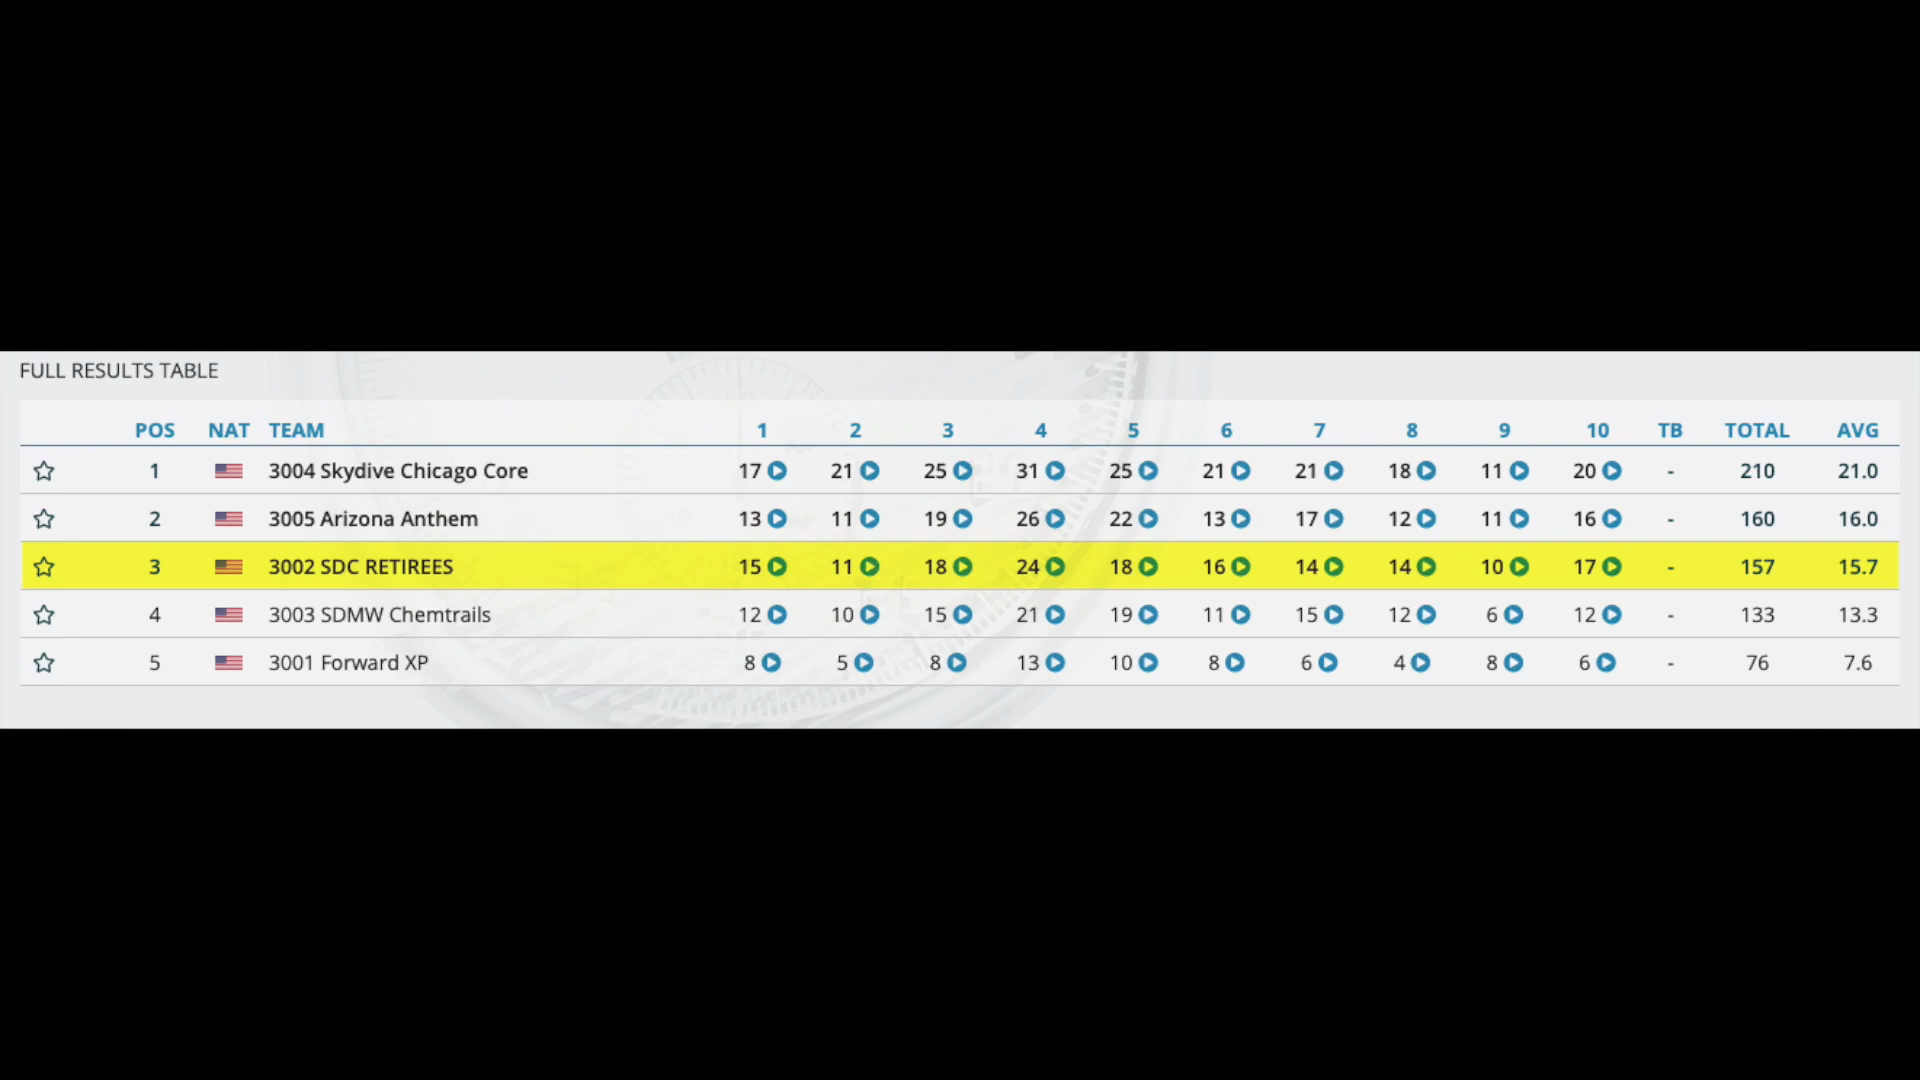 FULL RESULTS TABLE
POS NAT TEAM 1 2 3 4 5 6 7 8 9 10 TB TOTAL AVG
1 3004 Skydive Chicago Core 17 21 25 31 25 21 21 18 11 20 - 210 21.0
2 3005 Arizona Anthem 13 11 19 26 22 13 17 12 11 16 - 160 16.0
3 3002 SDC RETIREES 15 11 18 24 18 16 14 14 10 17 - 157 15.7
4 3003 SDMW Chemtrails 12 10 15 21 19 11 15 12 6 12 - 133 13.3
5 3001 Forward XP 8 5 8 13 10 8 6 4 8 6 - 76 7.6